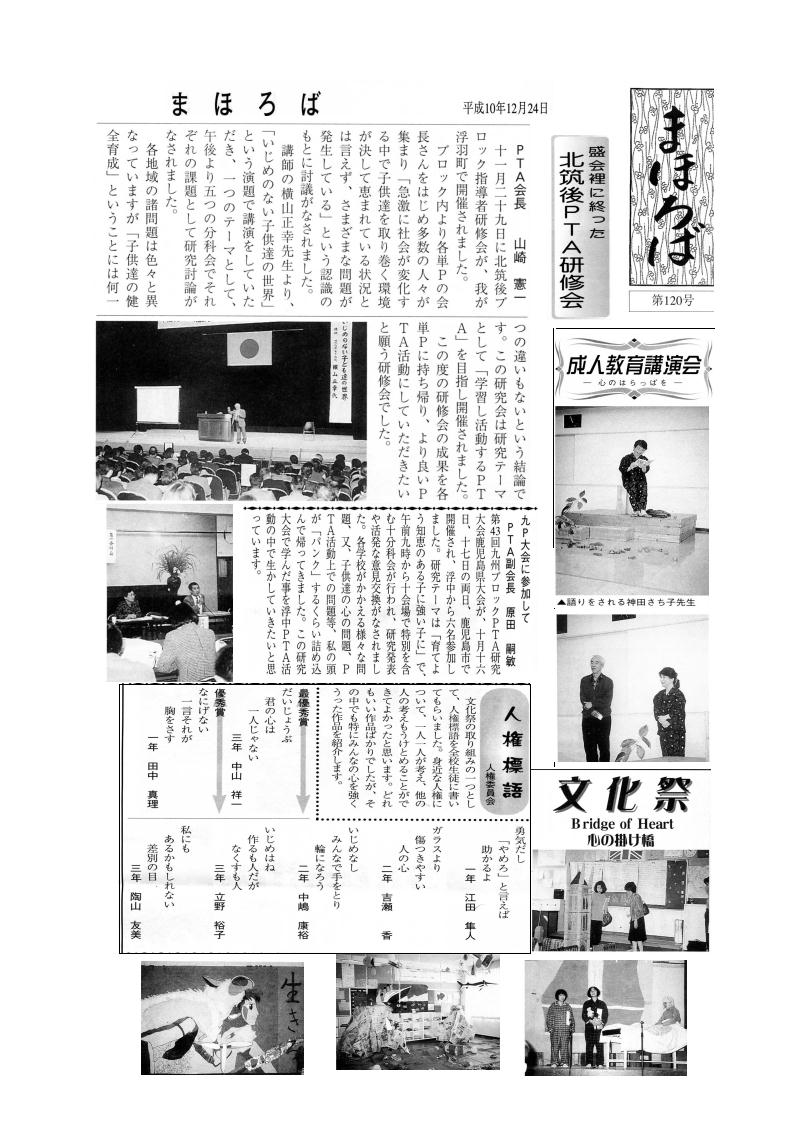 まほろば
平成10年12月24日
まほろば
第120号
盛会裡に終った
北筑後PTA研修会
PTA会長　山崎　憲一
十一月二十九日に北筑後ブ
ロック指導者研修会が、我が
浮羽町で開催されました。
ブロック内より各単Pの会
長さんをはじめ多数の人々が
集まり「急激に社会が変化す
る中で子供達を取り巻く環境
が決して恵まれている状況と
は言えず、さまざまな問題が
発生している」という認識の
もとに討議がなされました。
講師の横山正幸先生より、
「いじめのない子供達の世界」
という演題で講演をしていた
だき、一つのテーマとして、
午後より五つの分科会でそれ
ぞれの課題として研究討論が
なされました。
各地域の諸問題は色々と異
なっていますが「子供達の健
全育成」ということには何一
つの違いもないという結論で
す。この研究会は研究テーマ
として「学習し活動するPT
A」を目指し開催されました。
この度の研修会の成果を各
単Pに持ち帰り、より良いP
TA活動にしていただきたい
と願う研修会でした。
いじめのない子ども達の世界
横山正幸氏
成人教育講演会
― 心のはらっぱを ―
▲語りをされる神田さち子先生
九P大会に参加して
PTA副会長　原田　嗣敏
第43回九州ブロックPTA研究
大会鹿児島県大会が、十月十六
日、十七日の両日、鹿児島市で
開催され、浮中から六名参加し
ました。研究テーマは「育てよ
う知恵のある子に強い子に」で、
午前九時から十会場で特別を含
む十分科会が行われ、研究発表
や活発な意見交換がなされまし
た。各学校がかかえる様々な問
題、又、子供達の心の問題、P
TA活動上での問題等、私の頭
が「パンク」するくらい詰め込
んで帰ってきました。この研究
大会で学んだ事を浮中PTA活
動の中で生かしていきたいと思
っています。
人権標語
人権委員会
文化祭の取り組みの一つとし
て、人権標語を全校生徒に書い
てもらいました。身近な人権に
ついて、一人一人が考え、他の
人の考えもうけとめることがで
きてよかったと思います。どれ
もいい作品ばかりでしたが、そ
の中でも特にみんなの心を強く
うった作品を紹介します。
最優秀賞
だいじょうぶ
君の心は
一人じゃない
三年　中山　祥一
優秀賞
なにげない
一言それが
胸をさす
一年　田中　真理
勇気だし
「やめろ」と言えば
助かるよ
一年　江田　隼人
ガラスより
傷つきやすい
人の心
二年　吉瀬　香
いじめなし
みんなで手をとり
輪になろう
二年　中嶋　康裕
いじめはね
作るも人だが
なくすも人
三年　立野　裕子
私にも
あるかもしれない
差別の目
三年　陶山　友美
文化祭
Bridge of Heart
心の掛け橋
生きる